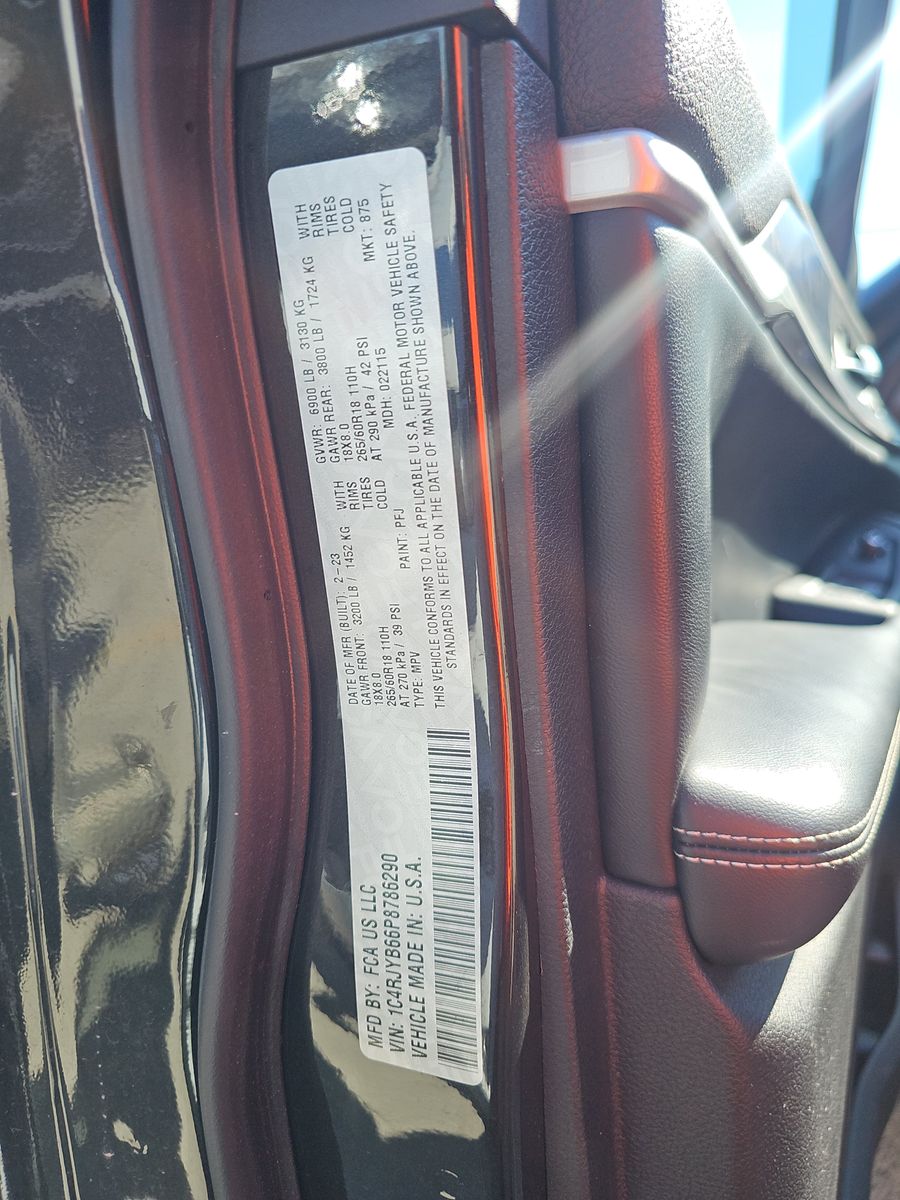 MFD BY: FCA US LLC
VIN: 1C4RJYB66P8786290
VEHICLE MADE IN: U.S.A.
DATE OF MFR (BUILT): 2-23
GVWR: 6900 LB / 3130 KG
GAWR FRONT: 3200 LB / 1452 KG WITH
GAWR REAR: 3800 LB / 1724 KG WITH
18X8.0 RIMS
18X8.0 RIMS
265/60R18 110H TIRES
265/60R18 110H TIRES
AT 270 kPa / 39 PSI COLD
AT 290 kPa / 42 PSI COLD
TYPE: MPV PAINT: PFJ MDH: 022115 MKT: 875
THIS VEHICLE CONFORMS TO ALL APPLICABLE U.S.A. FEDERAL MOTOR VEHICLE SAFETY
STANDARDS IN EFFECT ON THE DATE OF MANUFACTURE SHOWN ABOVE.